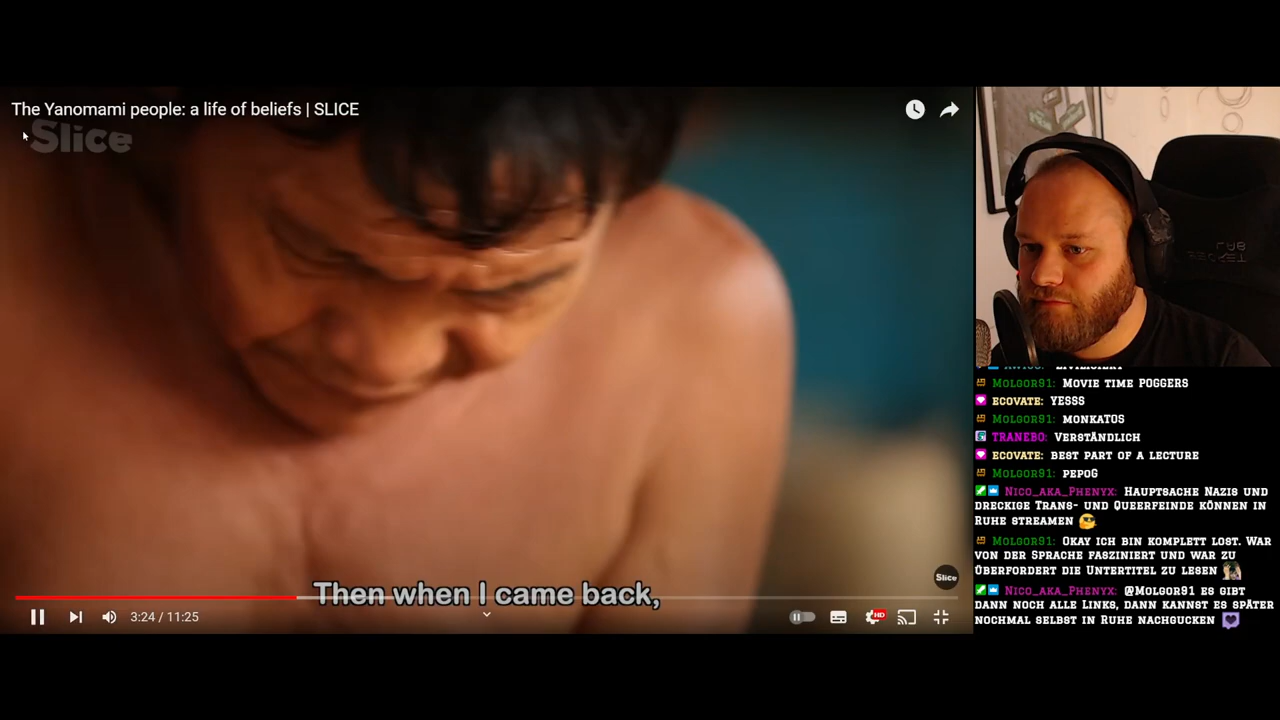 The Yanomami people: a life of beliefs | SLICE
Slice
Then when I came back,
Slice
3:24 / 11:25
HD
Molgor91: Movie time POGGERS
ecovate: YESSS
Molgor91: monkaTOS
TRANEBO: Verständlich
ecovate: best part of a lecture
Molgor91: pepoG
Nico_aka_Phenyx: Hauptsache Nazis und
dreckige Trans- und Queerfeinde können in
Ruhe streamen
Molgor91: Okay ich bin komplett lost. War
von der Sprache fasziniert und war zu
überfordert die Untertitel zu lesen
Nico_aka_Phenyx: @Molgor91 es gibt
dann noch alle Links, dann kannst es später
nochmal selbst in Ruhe nachgucken